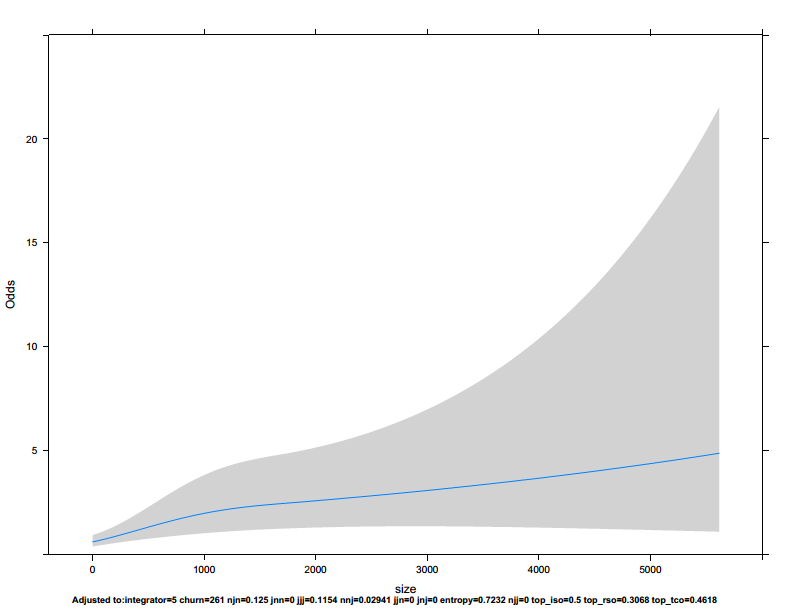 20
15
10
5
Odds
0 1000 2000 3000 4000 5000
size
Adjusted to:integrator=5 churn=261 njn=0.125 jnn=0 jjj=0.1154 nnj=0.02941 jjn=0 jnj=0 entropy=0.7232 njj=0 top_iso=0.5 top_rso=0.3068 top_tco=0.4618